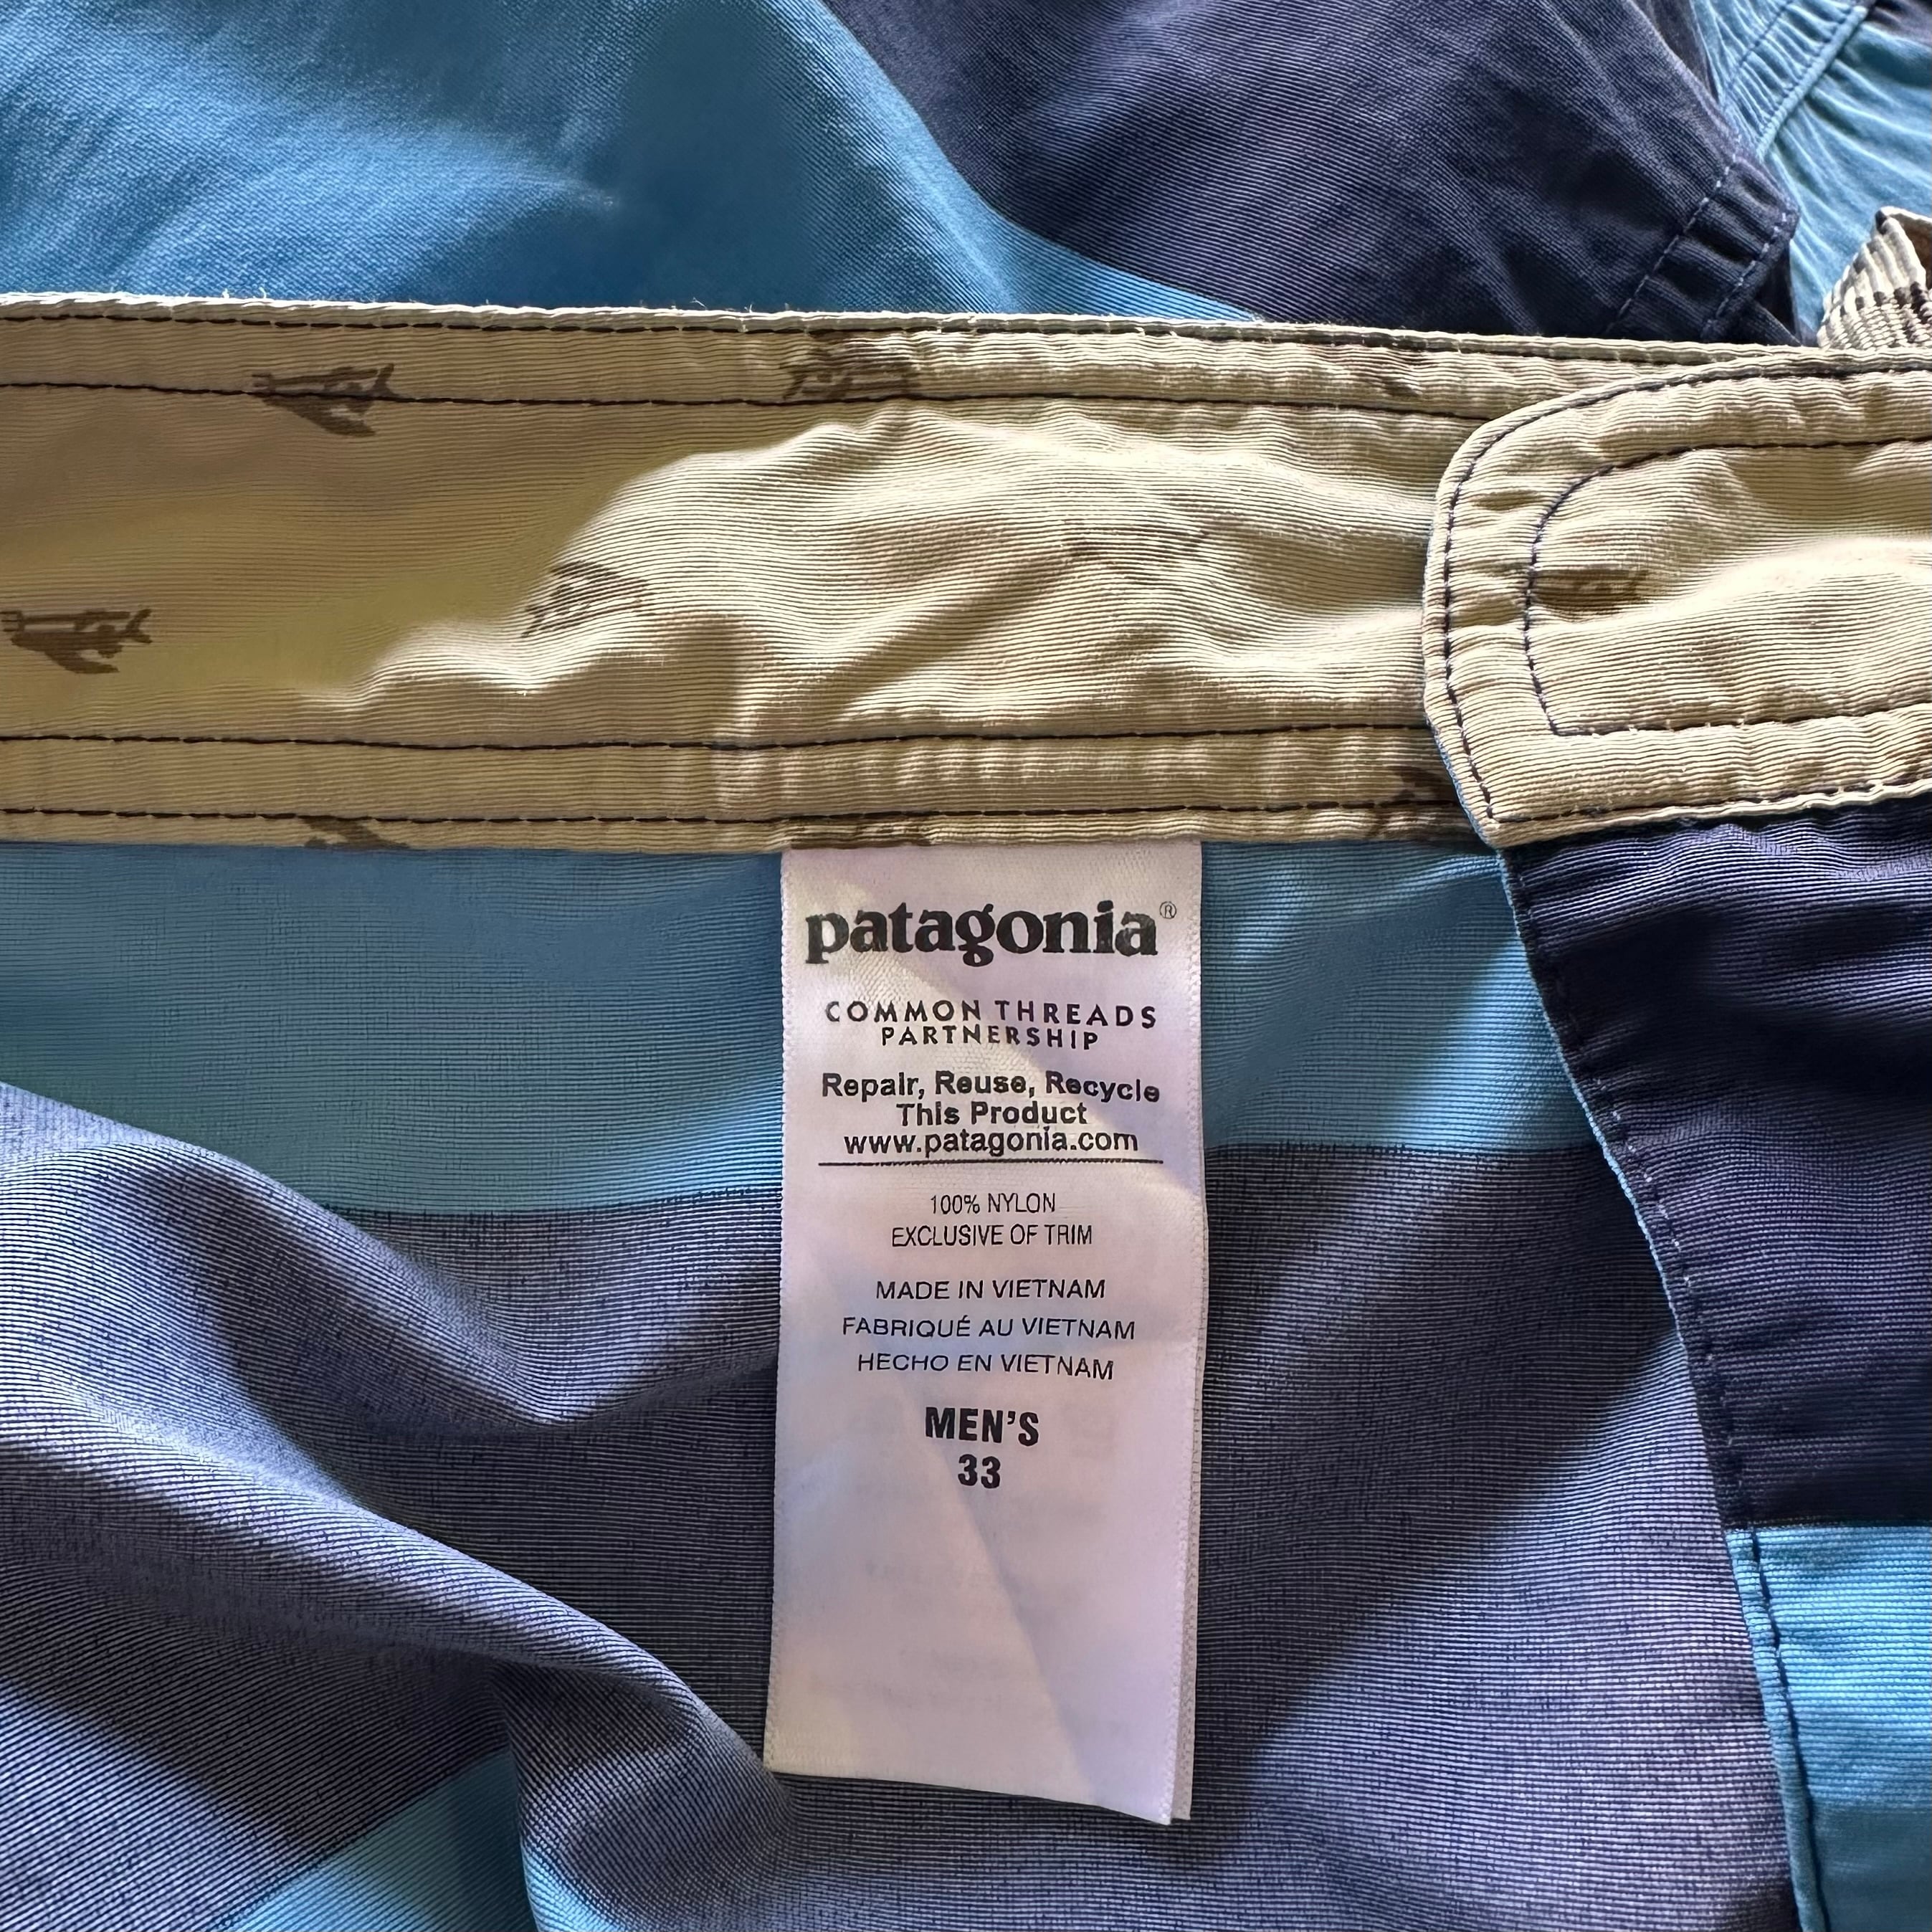 patagonia®
COMMON THREADS
PARTNERSHIP
Repair, Reuse, Recycle
This Product
www.patagonia.com
100% NYLON
EXCLUSIVE OF TRIM
MADE IN VIETNAM
FABRIQUÉ AU VIETNAM
HECHO EN VIETNAM
MEN'S
33